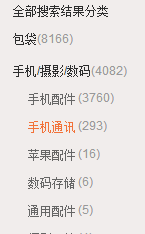 全部搜索结果分类
包袋(8166)
手机/摄影/数码(4082)
手机配件 (3760)
手机通讯 (293)
苹果配件 (16)
数码存储 (6)
通用配件 (5)